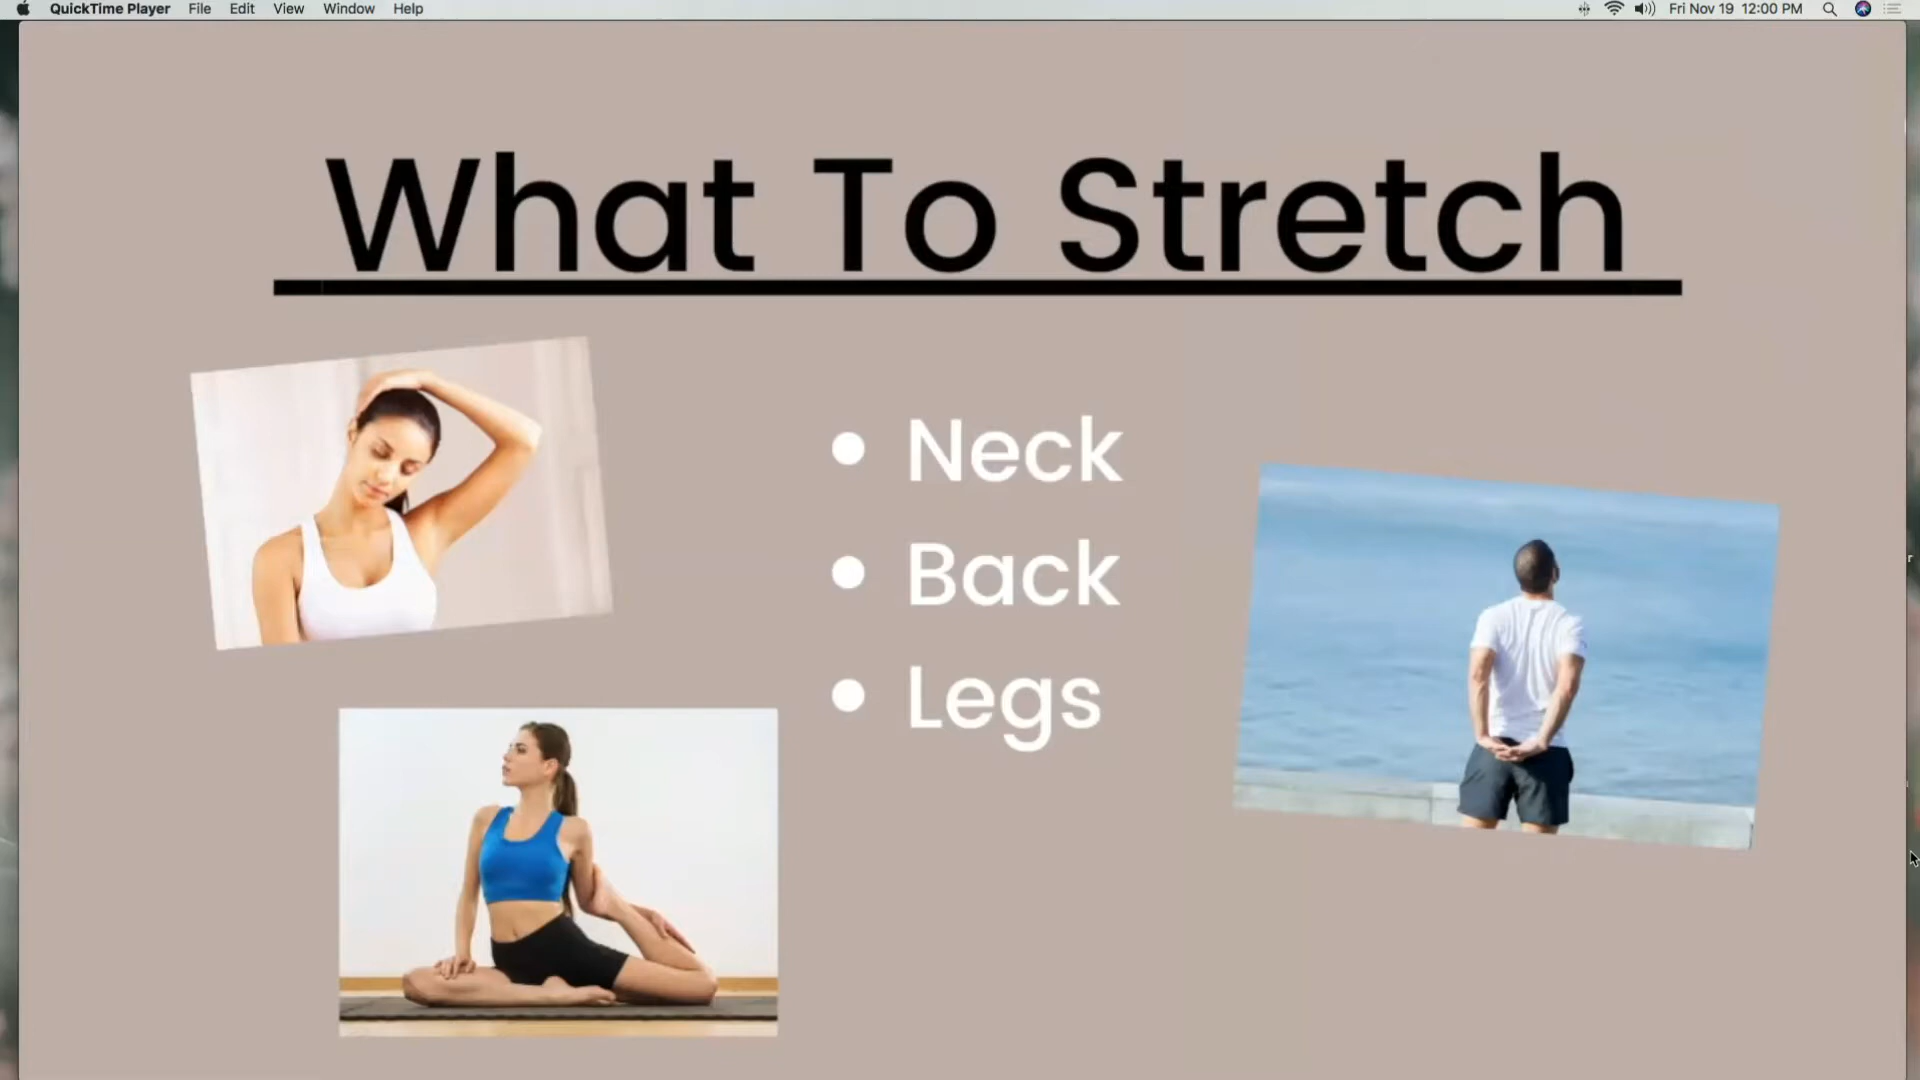 QuickTime Player File Edit View Window Help Fri Nov 19 12:00 PM
What To Stretch
• Neck
• Back
• Legs